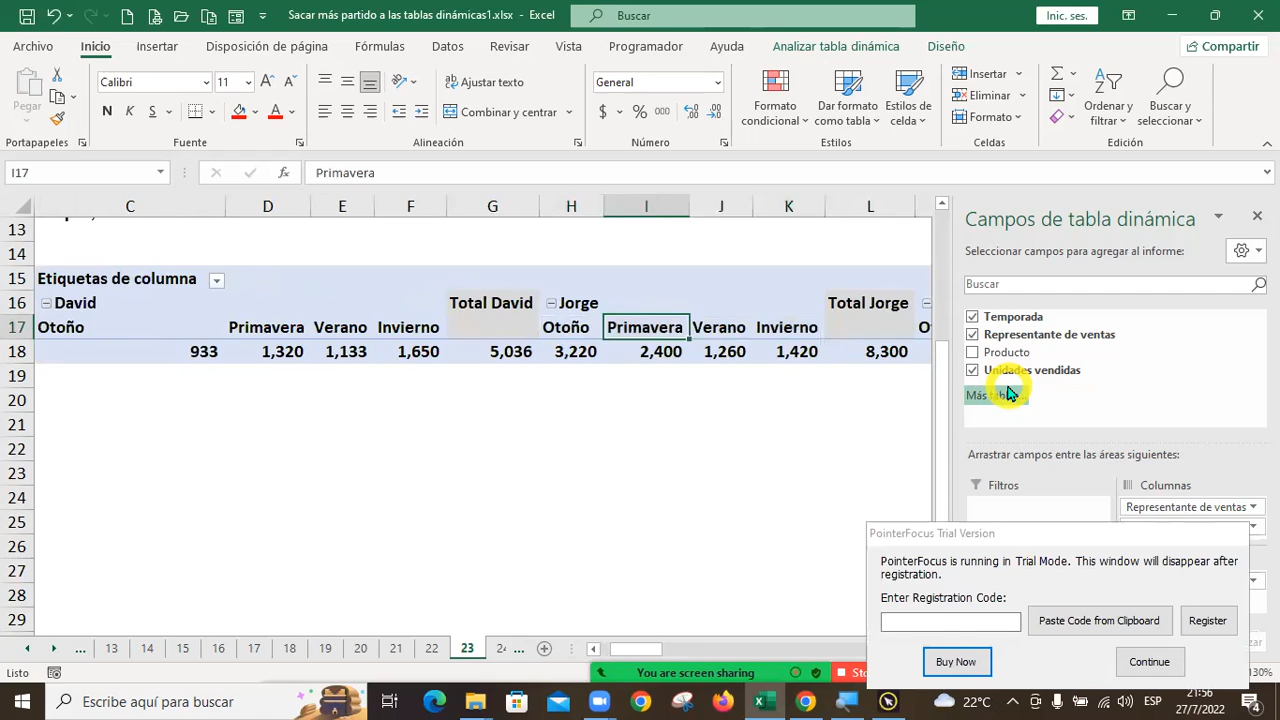 Sacar más partido a las tablas dinámicas1.xlsx - Excel
Buscar
Inic. ses.
Archivo Inicio Insertar Disposición de página Fórmulas Datos Revisar Vista Programador Ayuda Analizar tabla dinámica Diseño Compartir
Pegar
Calibri 11
N K S
Ajustar texto
Combinar y centrar
General
$ % 000
Formato condicional
Dar formato como tabla
Estilos de celda
Insertar
Eliminar
Formato
Ordenar y filtrar
Buscar y seleccionar
Portapapeles Fuente Alineación Número Estilos Celdas Edición
I17 Primavera
C D E F G H I J K L
13
14
15 Etiquetas de columna
16 David Total David Jorge Total Jorge
17 Otoño Primavera Verano Invierno Otoño Primavera Verano Invierno
18 933 1,320 1,133 1,650 5,036 3,220 2,400 1,260 1,420 8,300
19
20
21
22
23
24
25
26
27
28
29
Campos de tabla dinámica
Seleccionar campos para agregar al informe:
Buscar
Temporada
Representante de ventas
Producto
Unidades vendidas
Arrastrar campos entre las áreas siguientes:
Filtros Columnas
Representante de ventas
PointerFocus Trial Version
PointerFocus is running in Trial Mode. This window will disappear after
registration.
Enter Registration Code:
Paste Code from Clipboard Register
Buy Now Continue
... 13 14 15 16 17 18 19 20 21 22 23 ...
Listo
You are screen sharing
130%
Escribe aquí para buscar
22°C
ESP
21:56
27/7/2022
4